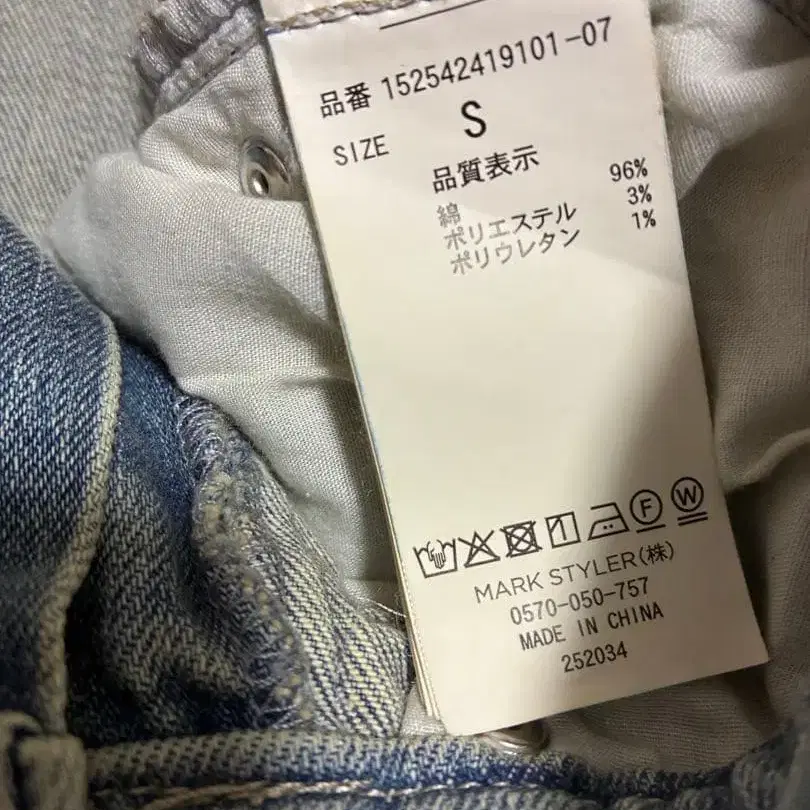 品番 152542419101-07
SIZE S
品質表示
綿 96%
ポリエステル 3%
ポリウレタン 1%
F W
MARK STYLER(株)
0570-050-757
MADE IN CHINA
252034